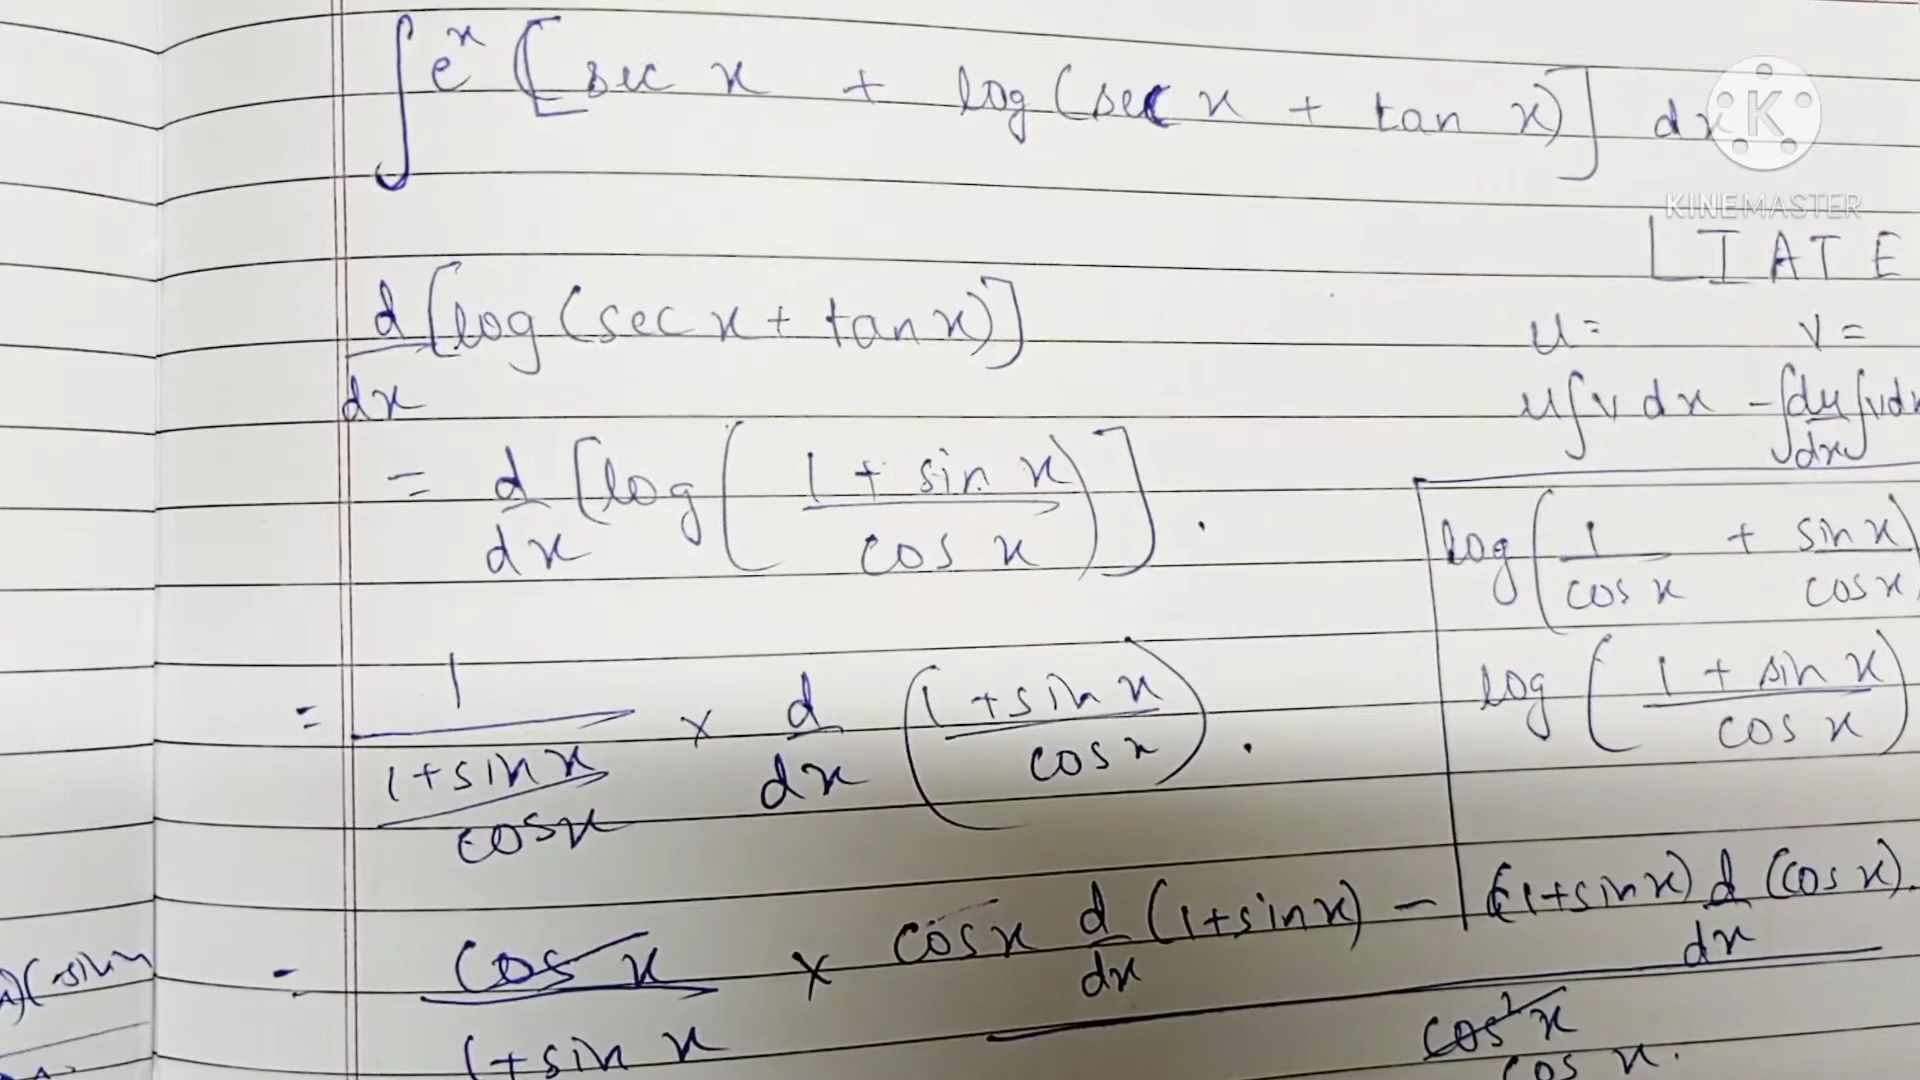 ∫ e^x [sec x + log (sec x + tan x)] dx
K
KINEMASTER
LIATE
d/dx [log (sec x + tan x)]
u = v =
u∫v dx - ∫du/dx ∫v dx
= d/dx [log ((1 + sin x)/cos x)].
log (1/cos x + sin x/cos x)
log ((1 + sin x)/cos x)
= 1/((1 + sin x)/cos x) × d/dx ((1 + sin x)/cos x).
= cos x/(1 + sin x) × (cos x d/dx (1 + sin x) - (1 + sin x) d/dx (cos x).)/cos² x
cos x.